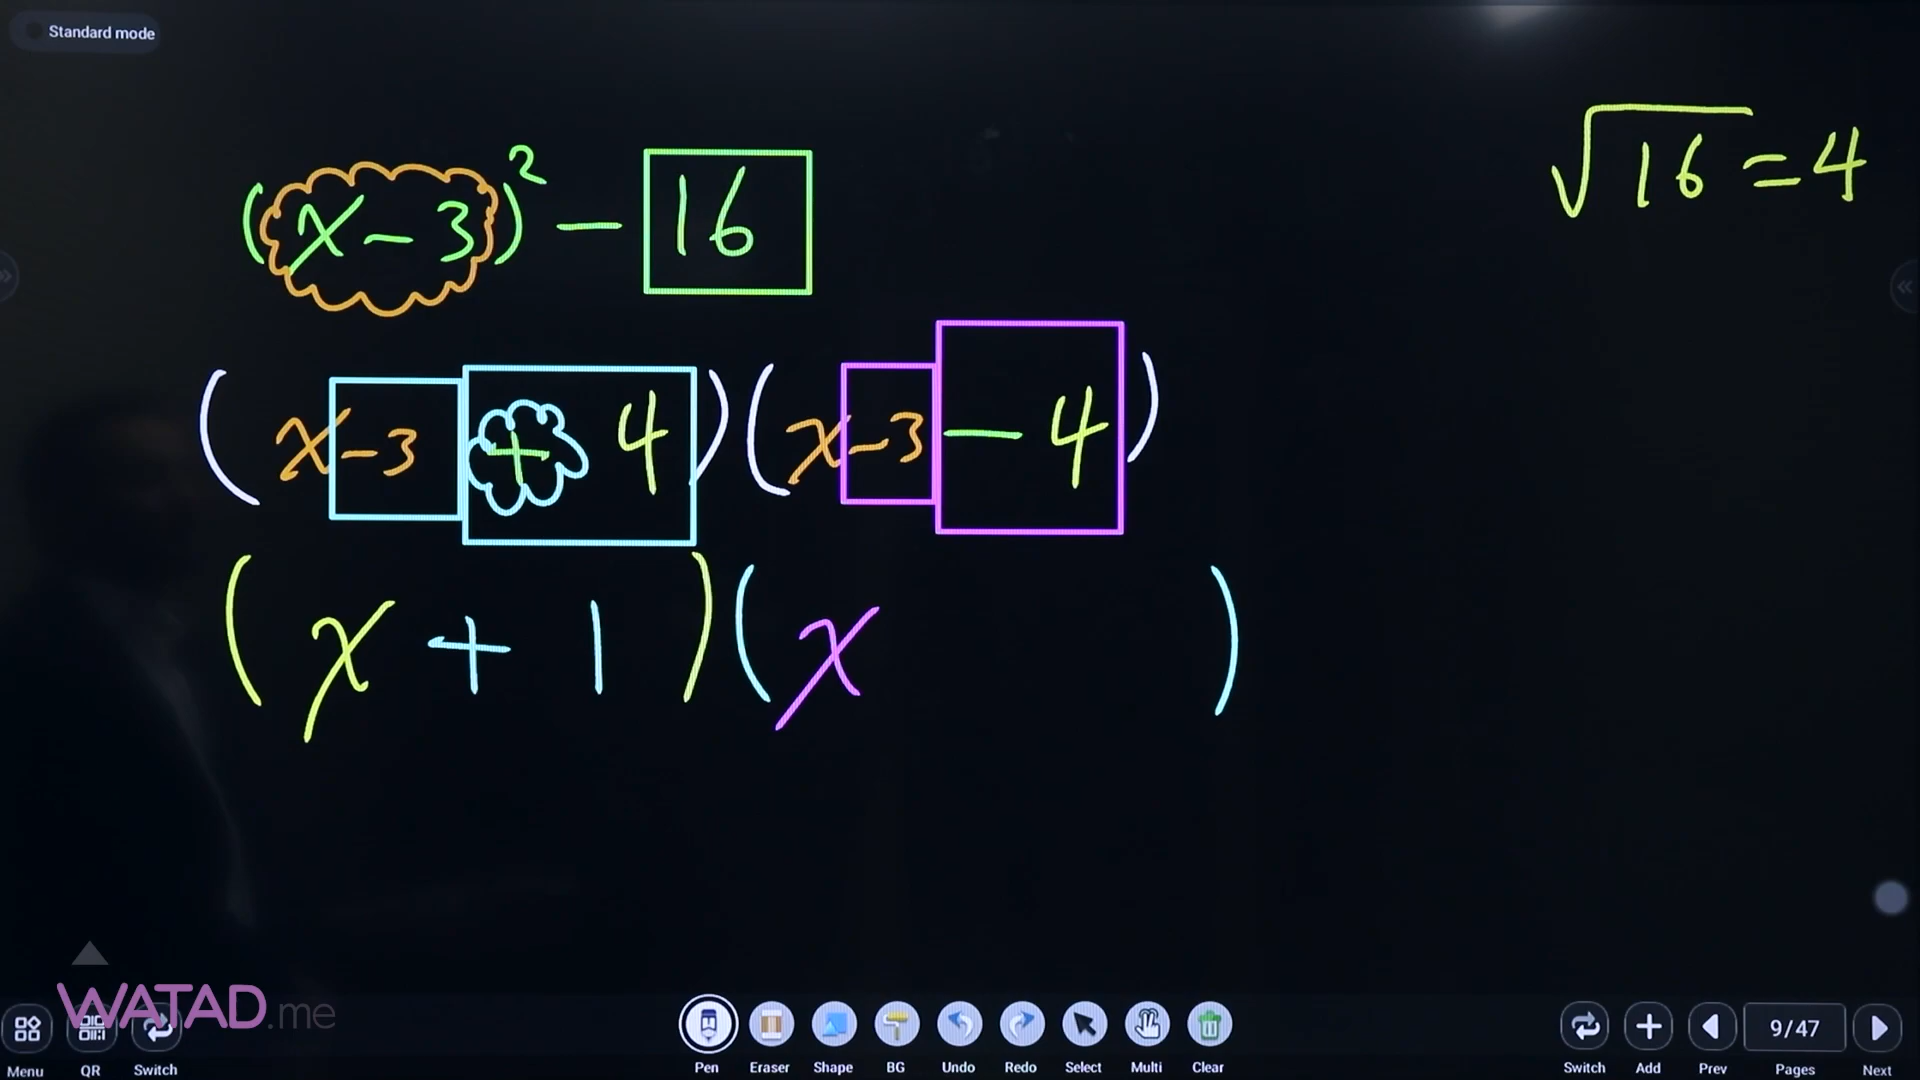 Standard mode
√16 = 4
(x - 3)² - 16
(x - 3 + 4)(x - 3 - 4)
(x + 1)(x )
WATAD.me
Menu QR Switch Pen Eraser Shape BG Undo Redo Select Multi Clear Switch Add Prev 9/47 Pages Next